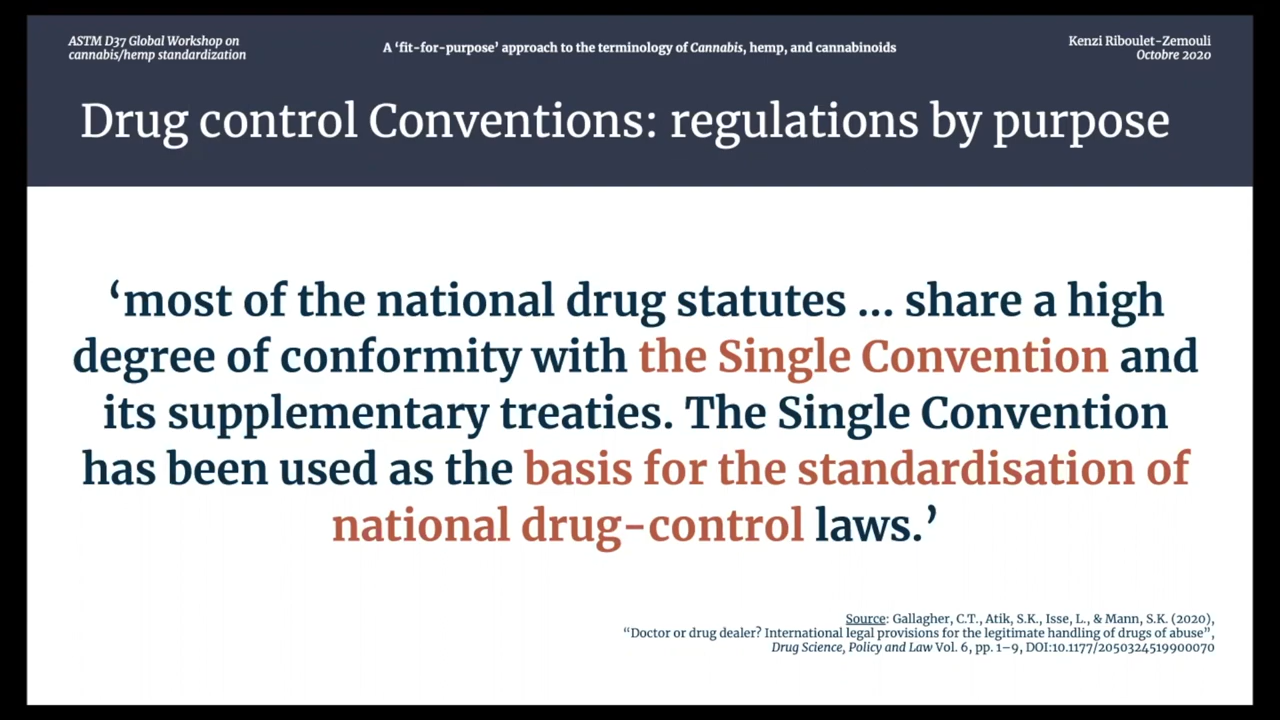 ASTM D37 Global Workshop on
cannabis/hemp standardization
A ‘fit-for-purpose’ approach to the terminology of Cannabis, hemp, and cannabinoids
Kenzi Riboulet-Zemouli
Octobre 2020
Drug control Conventions: regulations by purpose
‘most of the national drug statutes ... share a high
degree of conformity with the Single Convention and
its supplementary treaties. The Single Convention
has been used as the basis for the standardisation of
national drug-control laws.’
Source: Gallagher, C.T., Atik, S.K., Isse, L., & Mann, S.K. (2020),
“Doctor or drug dealer? International legal provisions for the legitimate handling of drugs of abuse”,
Drug Science, Policy and Law Vol. 6, pp. 1–9, DOI:10.1177/2050324519900070